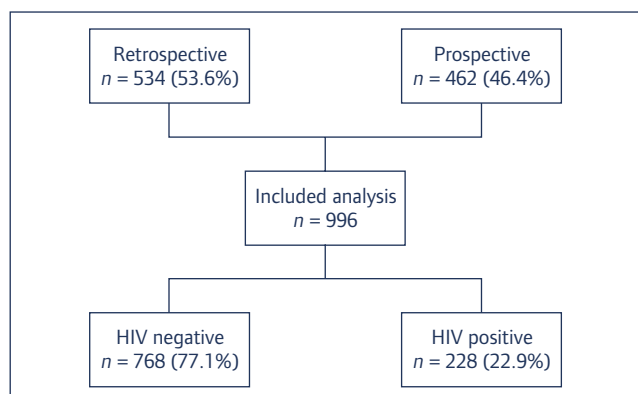 Retrospective
n = 534 (53.6%)
Prospective
n = 462 (46.4%)
Included analysis
n = 996
HIV negative
n = 768 (77.1%)
HIV positive
n = 228 (22.9%)